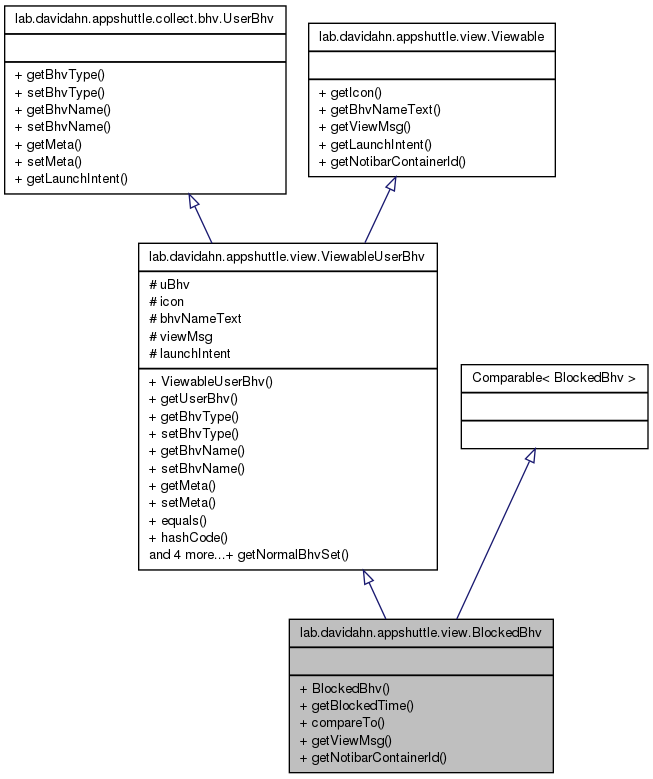 lab.davidahn.appshuttle.collect.bhv.UserBhv
+ getBhvType()
+ setBhvType()
+ getBhvName()
+ setBhvName()
+ getMeta()
+ setMeta()
+ getLaunchIntent()
lab.davidahn.appshuttle.view.Viewable
+ getIcon()
+ getBhvNameText()
+ getViewMsg()
+ getLaunchIntent()
+ getNotibarContainerId()
lab.davidahn.appshuttle.view.ViewableUserBhv
# uBhv
# icon
# bhvNameText
# viewMsg
# launchIntent
+ ViewableUserBhv()
+ getUserBhv()
+ getBhvType()
+ setBhvType()
+ getBhvName()
+ setBhvName()
+ getMeta()
+ setMeta()
+ equals()
+ hashCode()
and 4 more...+ getNormalBhvSet()
Comparable< BlockedBhv >
lab.davidahn.appshuttle.view.BlockedBhv
+ BlockedBhv()
+ getBlockedTime()
+ compareTo()
+ getViewMsg()
+ getNotibarContainerId()